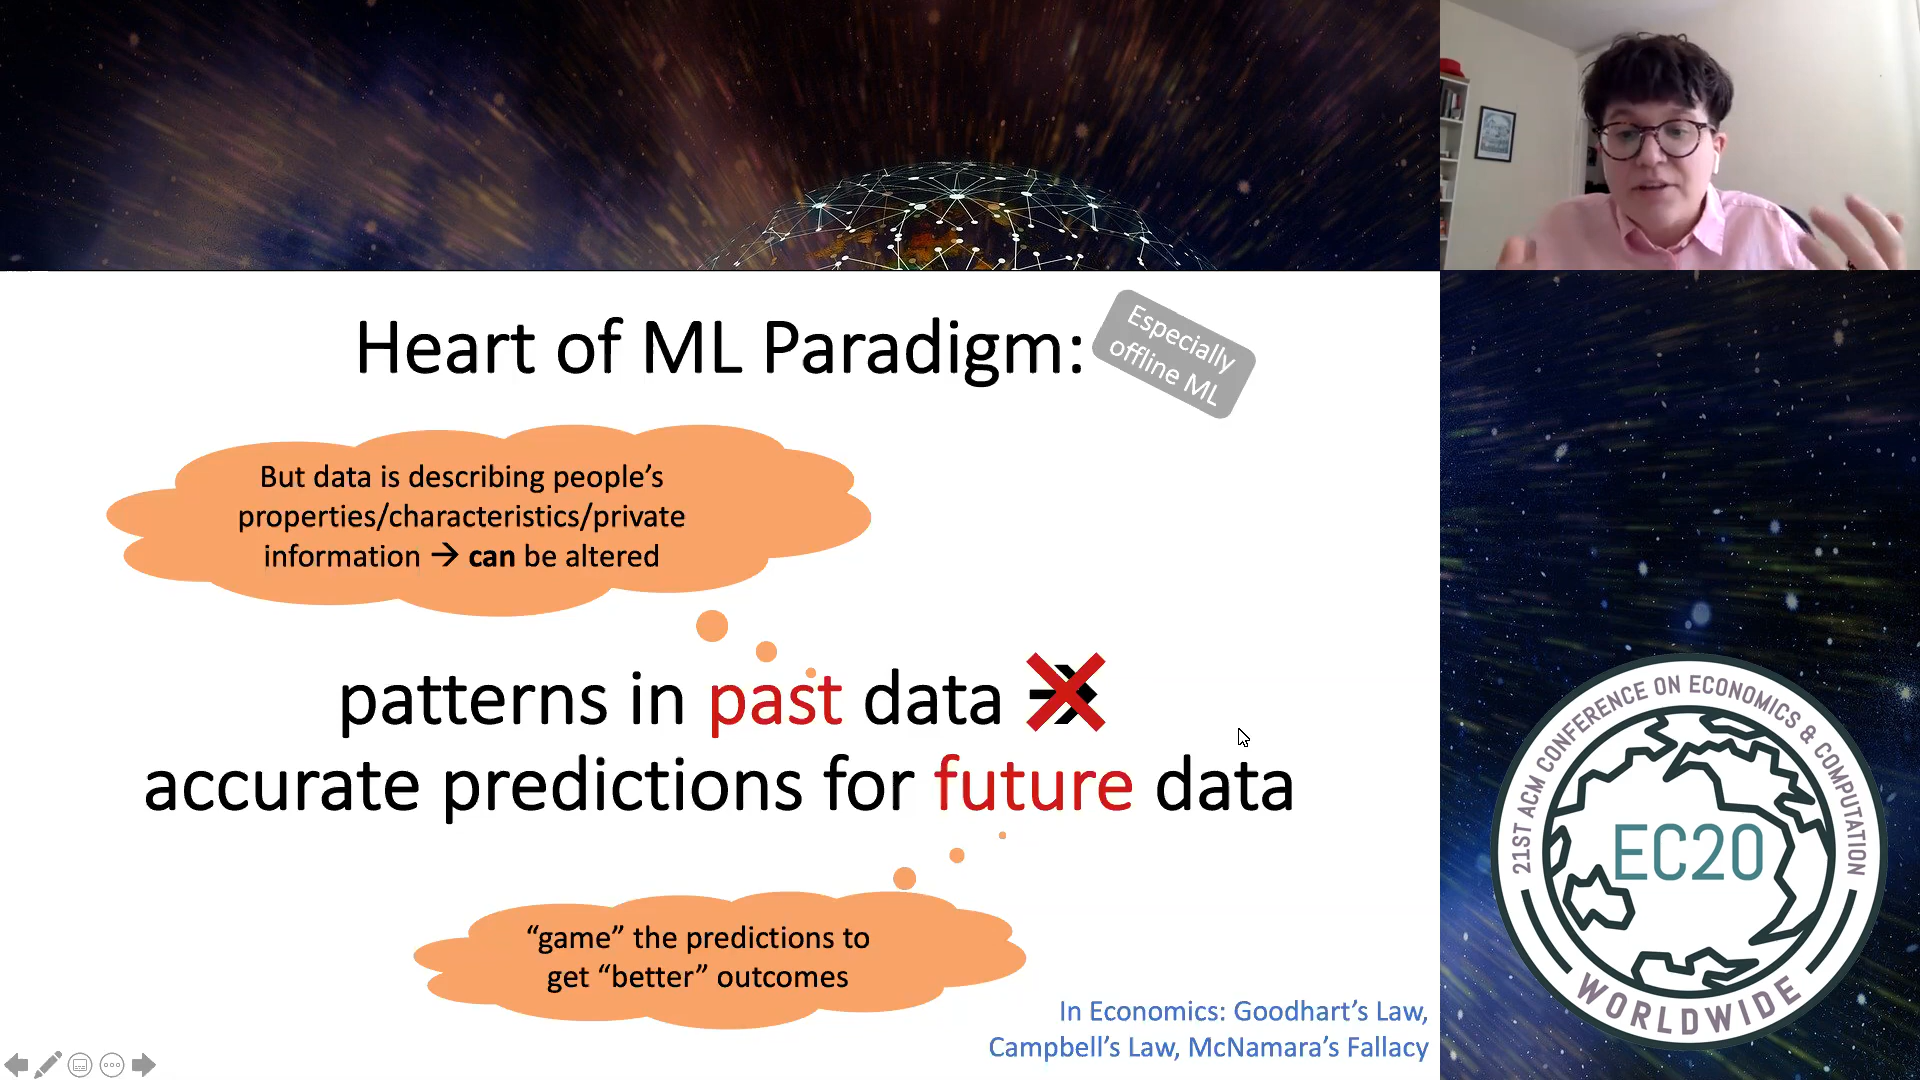 Heart of ML Paradigm:
Especially
offline ML
But data is describing people’s
properties/characteristics/private
information → can be altered
patterns in past data →
accurate predictions for future data
“game” the predictions to
get “better” outcomes
In Economics: Goodhart’s Law,
Campbell’s Law, McNamara’s Fallacy
21ST ACM CONFERENCE ON ECONOMICS & COMPUTATION
EC20
WORLDWIDE